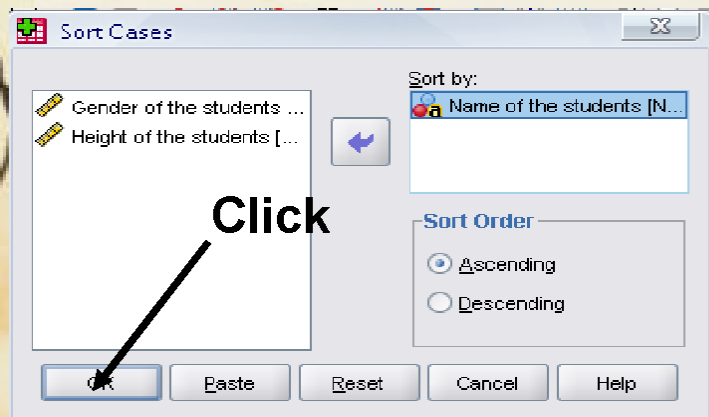 Sort Cases
Gender of the students ...
Height of the students [...
Sort by:
Name of the students [N...
Click
Sort Order
Ascending
Descending
OK Paste Reset Cancel Help